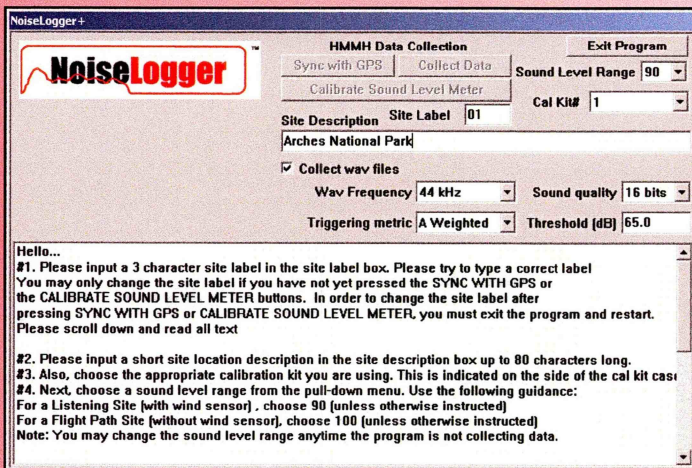 NoiseLogger+
NoiseLogger™
HMMH Data Collection
Exit Program
Sync with GPS
Collect Data
Sound Level Range 90
Calibrate Sound Level Meter
Cal Kit# 1
Site Description Site Label 01
Arches National Park
Collect wav files
Wav Frequency 44 kHz
Sound quality 16 bits
Triggering metric A Weighted
Threshold (dB) 65.0
Hello...
#1. Please input a 3 character site label in the site label box. Please try to type a correct label
You may only change the site label if you have not yet pressed the SYNC WITH GPS or
the CALIBRATE SOUND LEVEL METER buttons. In order to change the site label after
pressing SYNC WITH GPS or CALIBRATE SOUND LEVEL METER, you must exit the program and restart.
Please scroll down and read all text
#2. Please input a short site location description in the site description box up to 80 characters long.
#3. Also, choose the appropriate calibration kit you are using. This is indicated on the side of the cal kit case
#4. Next, choose a sound level range from the pull-down menu. Use the following guidance:
For a Listening Site (with wind sensor) , choose 90 (unless otherwise instructed)
For a Flight Path Site (without wind sensor), choose 100 (unless otherwise instructed)
Note: You may change the sound level range anytime the program is not collecting data.